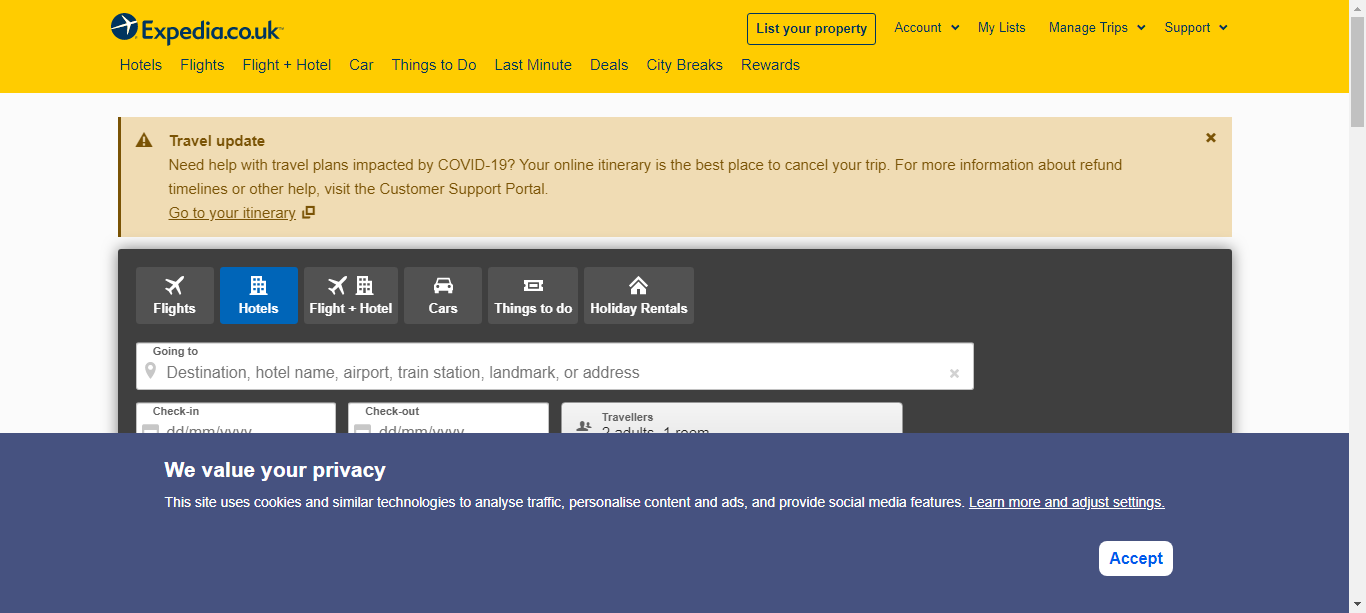 Expedia.co.uk
List your property
Account
My Lists
Manage Trips
Support
Hotels
Flights
Flight + Hotel
Car
Things to Do
Last Minute
Deals
City Breaks
Rewards
Travel update
Need help with travel plans impacted by COVID-19? Your online itinerary is the best place to cancel your trip. For more information about refund
timelines or other help, visit the Customer Support Portal.
Go to your itinerary
Flights
Hotels
Flight + Hotel
Cars
Things to do
Holiday Rentals
Going to
Destination, hotel name, airport, train station, landmark, or address
Check-in
dd/mm/yyyy
Check-out
dd/mm/yyyy
Travellers
2 adults, 1 room
We value your privacy
This site uses cookies and similar technologies to analyse traffic, personalise content and ads, and provide social media features. Learn more and adjust settings.
Accept